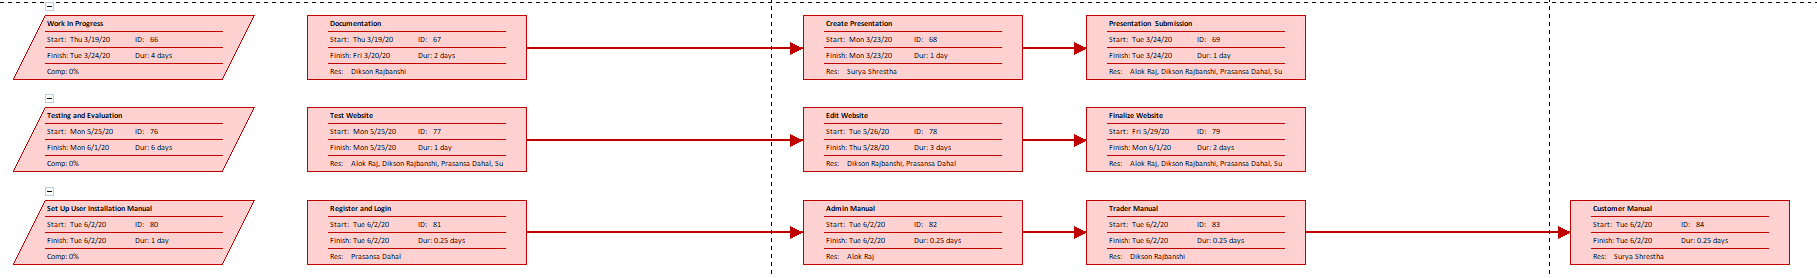 Work In Progress
Start: Thu 3/19/20 ID: 66
Finish: Tue 3/24/20 Dur: 4 days
Comp: 0%
Documentation
Start: Thu 3/19/20 ID: 67
Finish: Fri 3/20/20 Dur: 2 days
Res: Dikson Rajbanshi
Create Presentation
Start: Mon 3/23/20 ID: 68
Finish: Mon 3/23/20 Dur: 1 day
Res: Surya Shrestha
Presentation Submission
Start: Tue 3/24/20 ID: 69
Finish: Tue 3/24/20 Dur: 1 day
Res: Alok Raj, Dikson Rajbanshi, Prasansa Dahal, Su
Testing and Evaluation
Start: Mon 5/25/20 ID: 76
Finish: Mon 6/1/20 Dur: 6 days
Comp: 0%
Test Website
Start: Mon 5/25/20 ID: 77
Finish: Mon 5/25/20 Dur: 1 day
Res: Alok Raj, Dikson Rajbanshi, Prasansa Dahal, Su
Edit Website
Start: Tue 5/26/20 ID: 78
Finish: Thu 5/28/20 Dur: 3 days
Res: Dikson Rajbanshi, Prasansa Dahal
Finalize Website
Start: Fri 5/29/20 ID: 79
Finish: Mon 6/1/20 Dur: 2 days
Res: Alok Raj, Dikson Rajbanshi, Prasansa Dahal, Su
Set Up User Installation Manual
Start: Tue 6/2/20 ID: 80
Finish: Tue 6/2/20 Dur: 1 day
Comp: 0%
Register and Login
Start: Tue 6/2/20 ID: 81
Finish: Tue 6/2/20 Dur: 0.25 days
Res: Prasansa Dahal
Admin Manual
Start: Tue 6/2/20 ID: 82
Finish: Tue 6/2/20 Dur: 0.25 days
Res: Alok Raj
Trader Manual
Start: Tue 6/2/20 ID: 83
Finish: Tue 6/2/20 Dur: 0.25 days
Res: Dikson Rajbanshi
Customer Manual
Start: Tue 6/2/20 ID: 84
Finish: Tue 6/2/20 Dur: 0.25 days
Res: Surya Shrestha